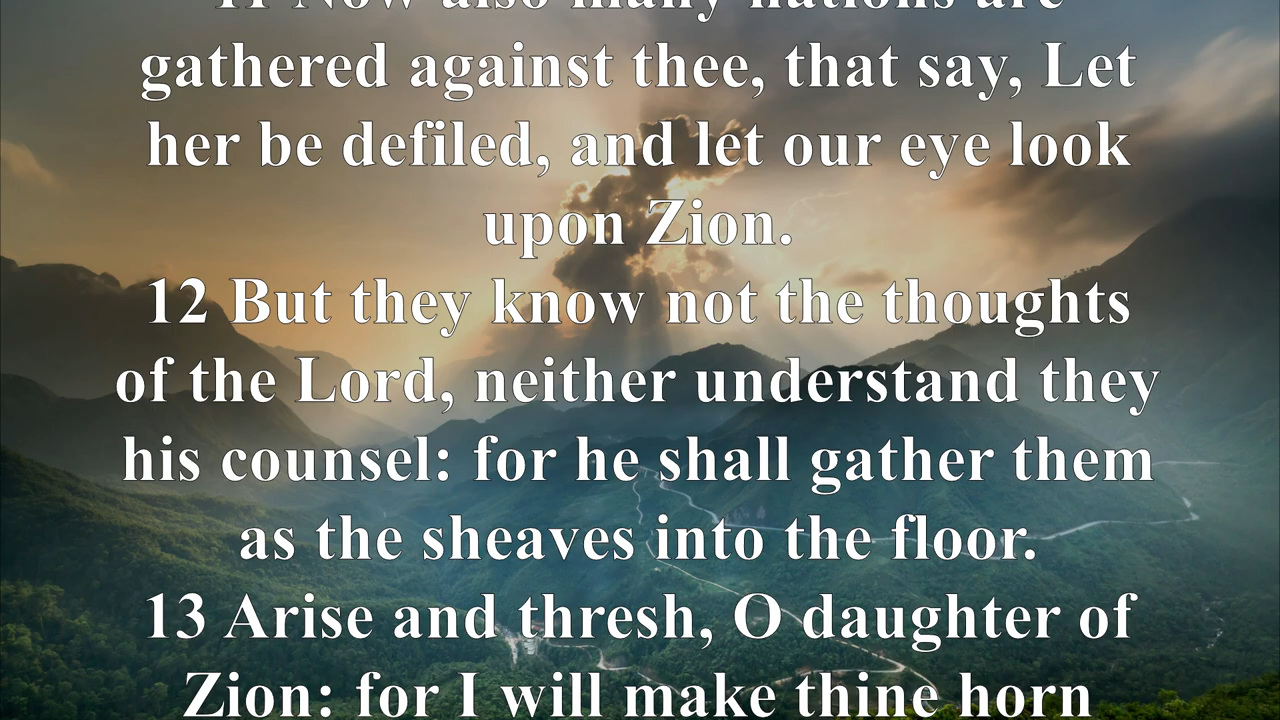 11 Now also many nations are
gathered against thee, that say, Let
her be defiled, and let our eye look
upon Zion.
12 But they know not the thoughts
of the Lord, neither understand they
his counsel: for he shall gather them
as the sheaves into the floor.
13 Arise and thresh, O daughter of
Zion: for I will make thine horn